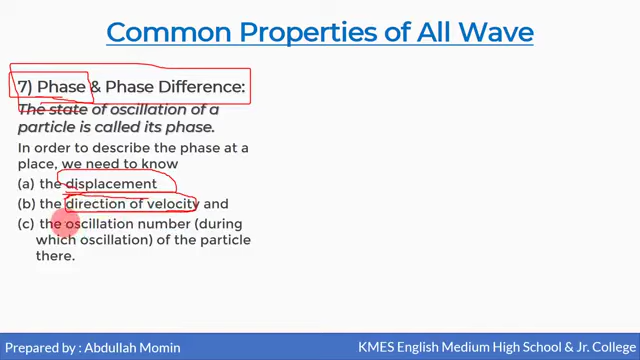 Common Properties of All Wave
7) Phase & Phase Difference:
The state of oscillation of a
particle is called its phase.
In order to describe the phase at a
place, we need to know
(a) the displacement
(b) the direction of velocity and
(c) the oscillation number (during
which oscillation) of the particle
there.
Prepared by : Abdullah Momin
KMES English Medium High School & Jr. College